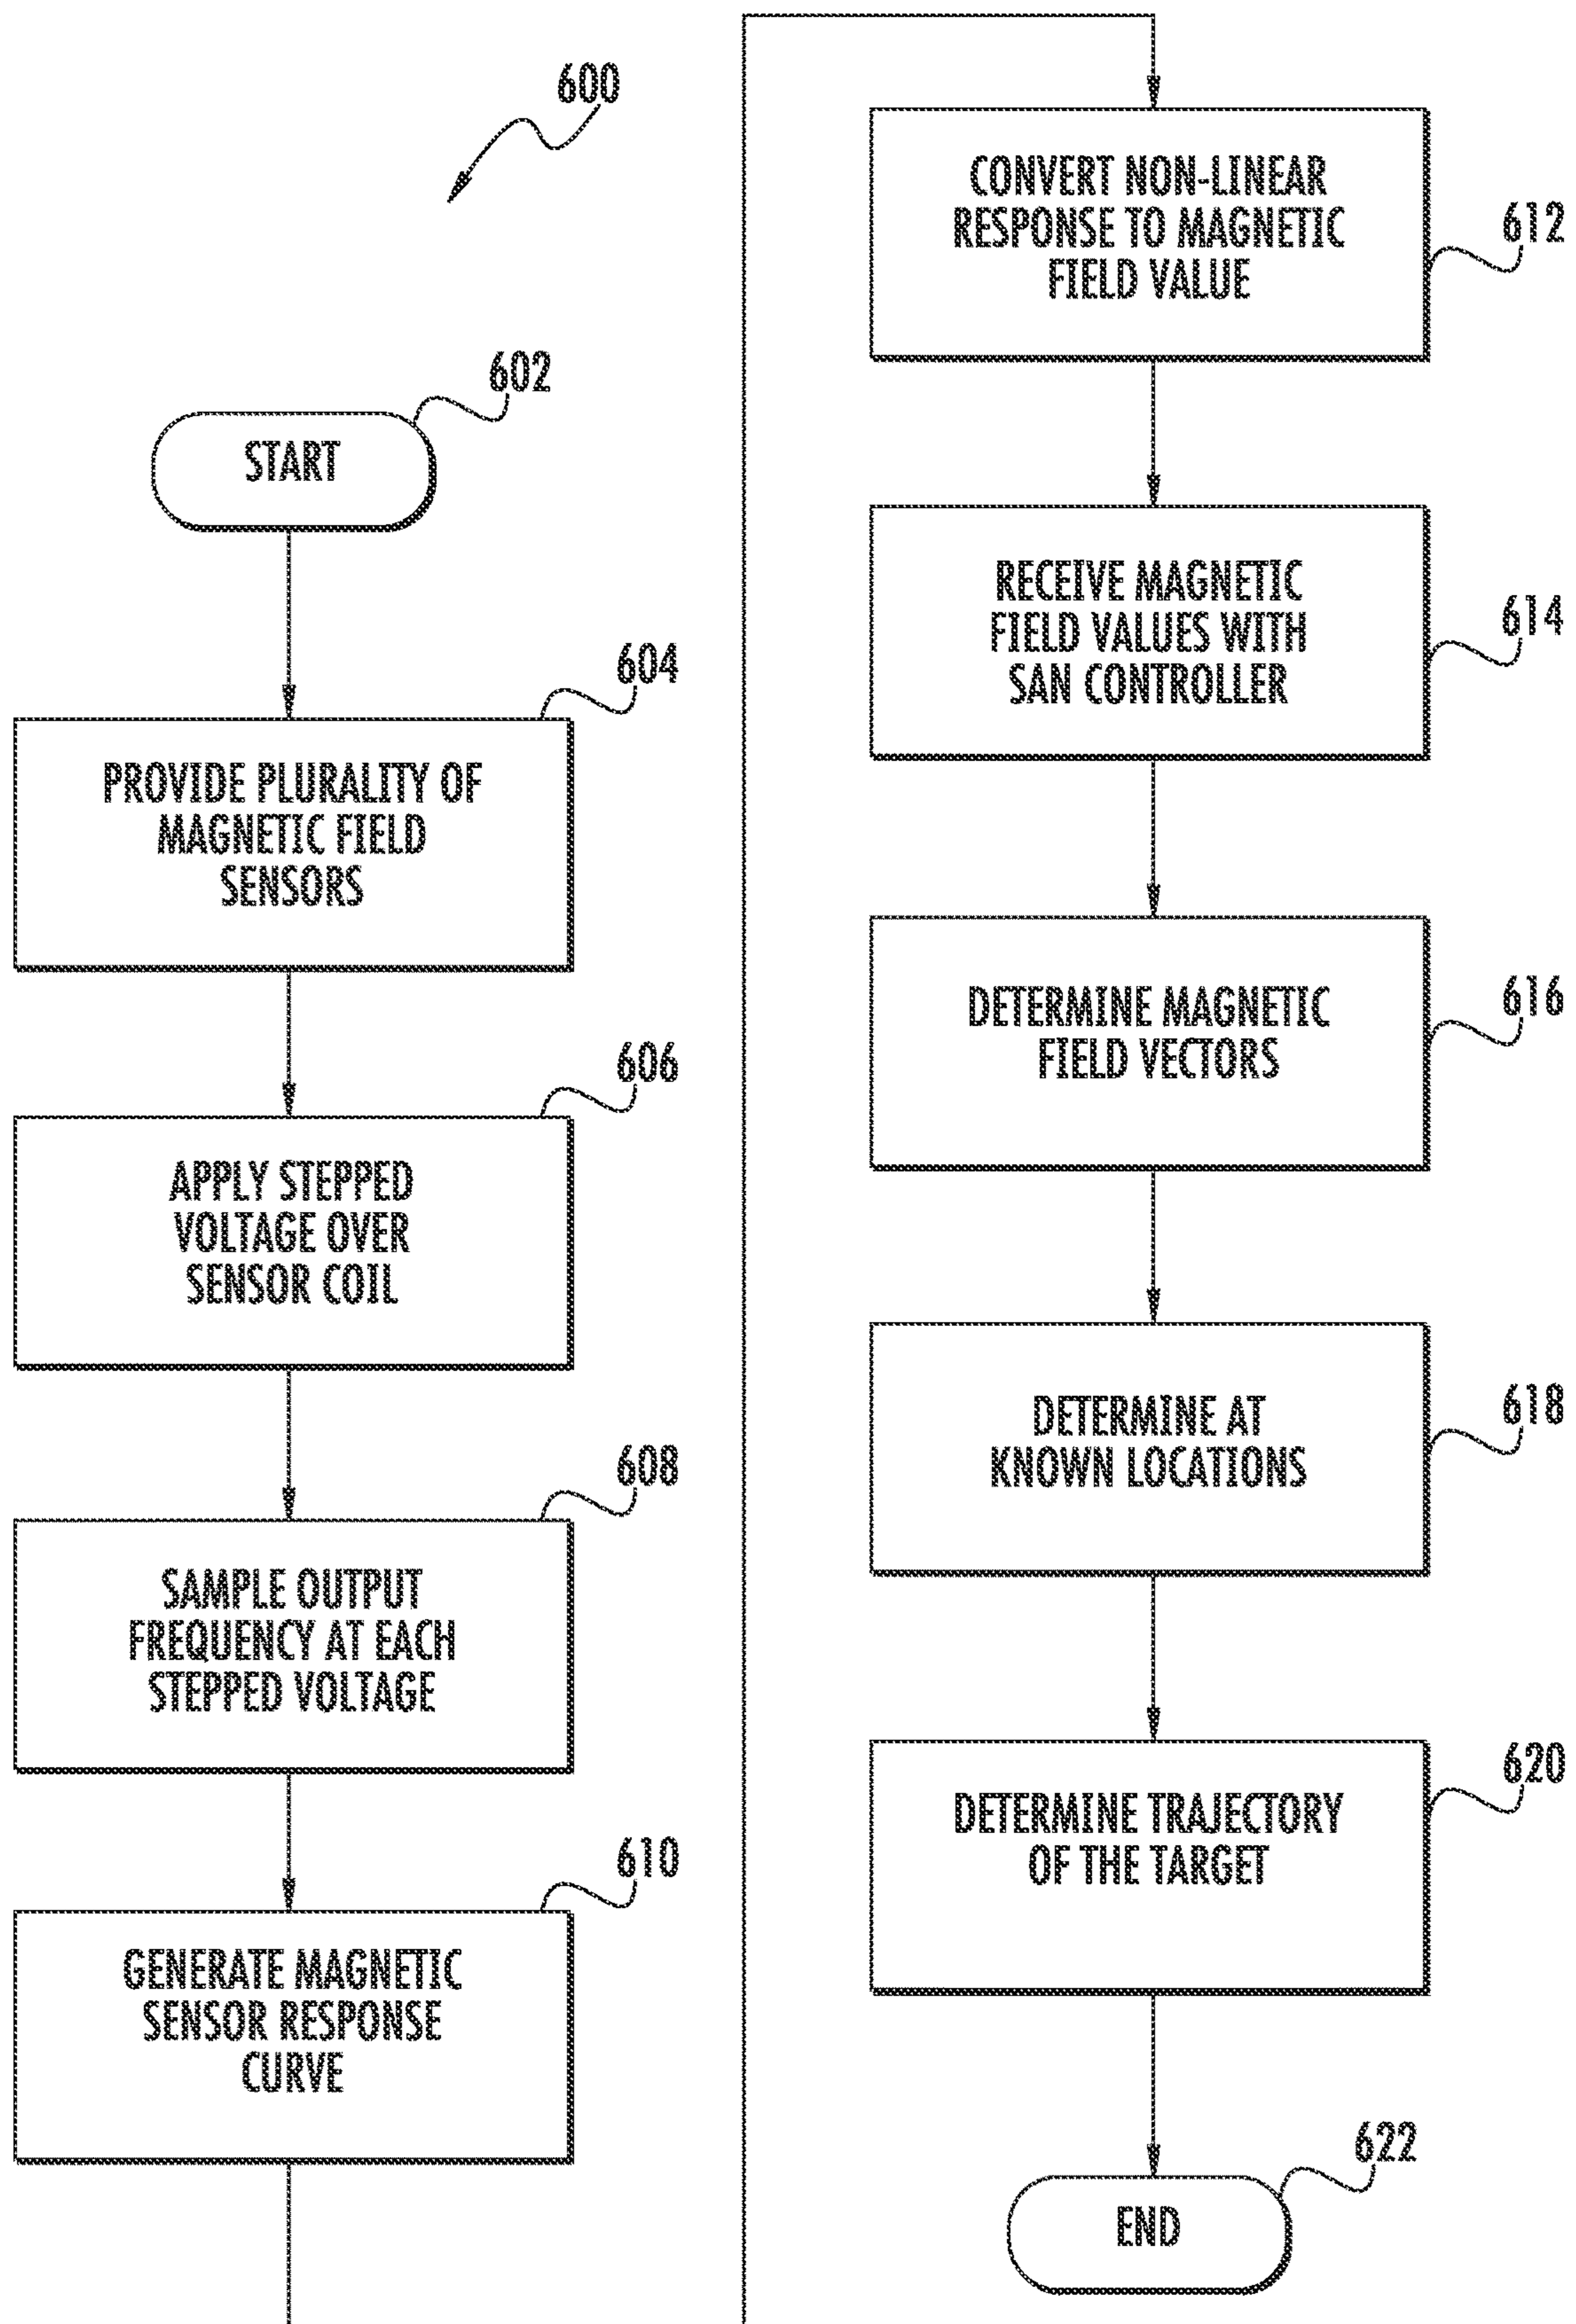 600
602
START
604
PROVIDE PLURALITY OF
MAGNETIC FIELD
SENSORS
606
APPLY STEPPED
VOLTAGE OVER
SENSOR COIL
608
SAMPLE OUTPUT
FREQUENCY AT EACH
STEPPED VOLTAGE
610
GENERATE MAGNETIC
SENSOR RESPONSE
CURVE
CONVERT NON-LINEAR
RESPONSE TO MAGNETIC
FIELD VALUE
612
RECEIVE MAGNETIC
FIELD VALUES WITH
SAN CONTROLLER
614
DETERMINE MAGNETIC
FIELD VECTORS
616
DETERMINE AT
KNOWN LOCATIONS
618
DETERMINE TRAJECTORY
OF THE TARGET
620
622
END